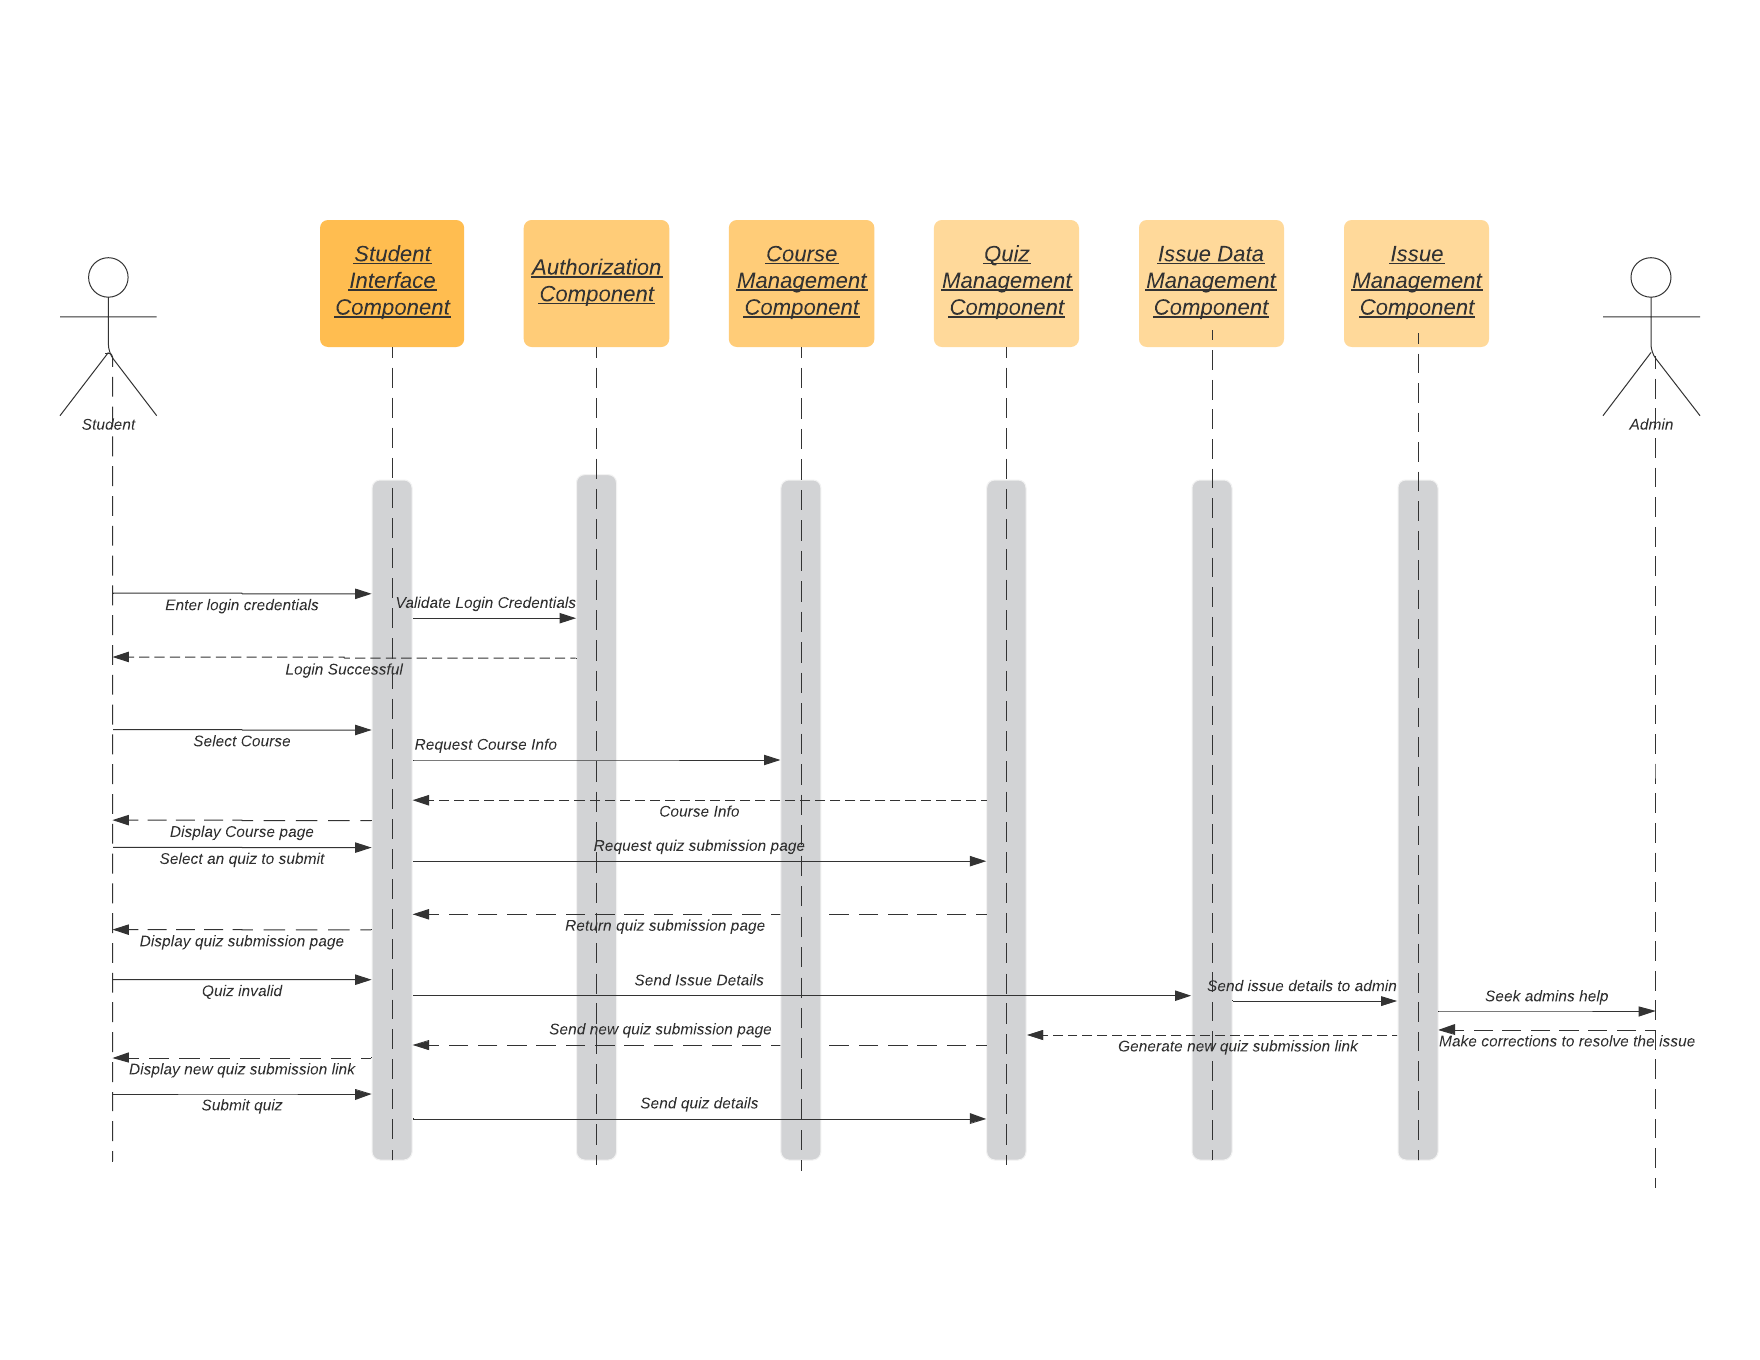 Student
Interface
Component
Authorization
Component
Course
Management
Component
Quiz
Management
Component
Issue Data
Management
Component
Issue
Management
Component
Student
Admin
Enter login credentials
Validate Login Credentials
Login Successful
Select Course
Request Course Info
Course Info
Display Course page
Select an quiz to submit
Request quiz submission page
Return quiz submission page
Display quiz submission page
Quiz invalid
Send Issue Details
Send issue details to admin
Seek admins help
Make corrections to resolve the issue
Generate new quiz submission link
Send new quiz submission page
Display new quiz submission link
Submit quiz
Send quiz details